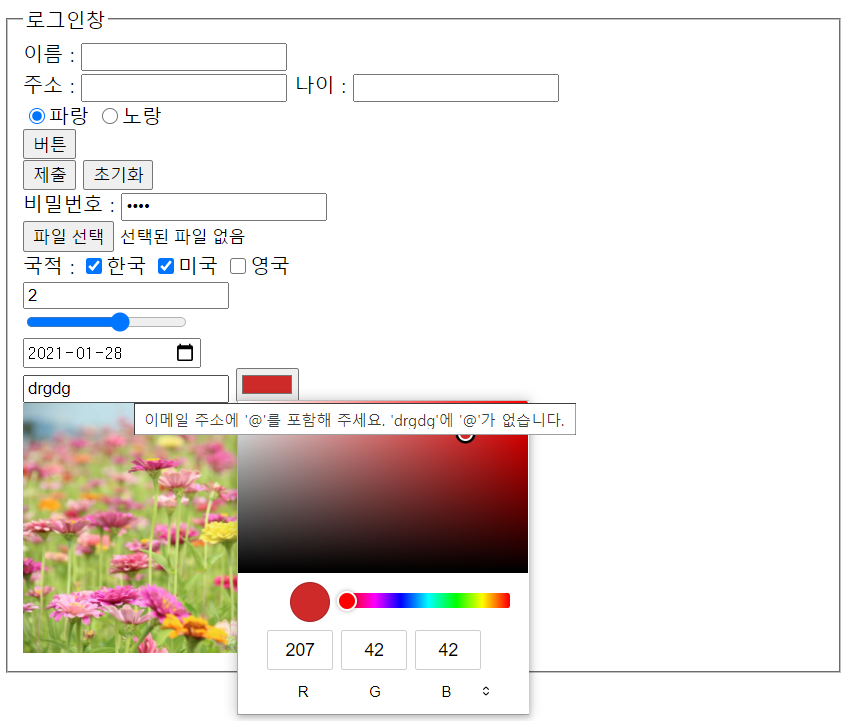 로그인창
이름 :
주소 : 나이 :
파랑 노랑
버튼
제출 초기화
비밀번호 : ••••
파일 선택 선택된 파일 없음
국적 : 한국 미국 영국
2
2021-01-28
drgdg
이메일 주소에 '@'를 포함해 주세요. 'drgdg'에 '@'가 없습니다.
207 42 42
R G B